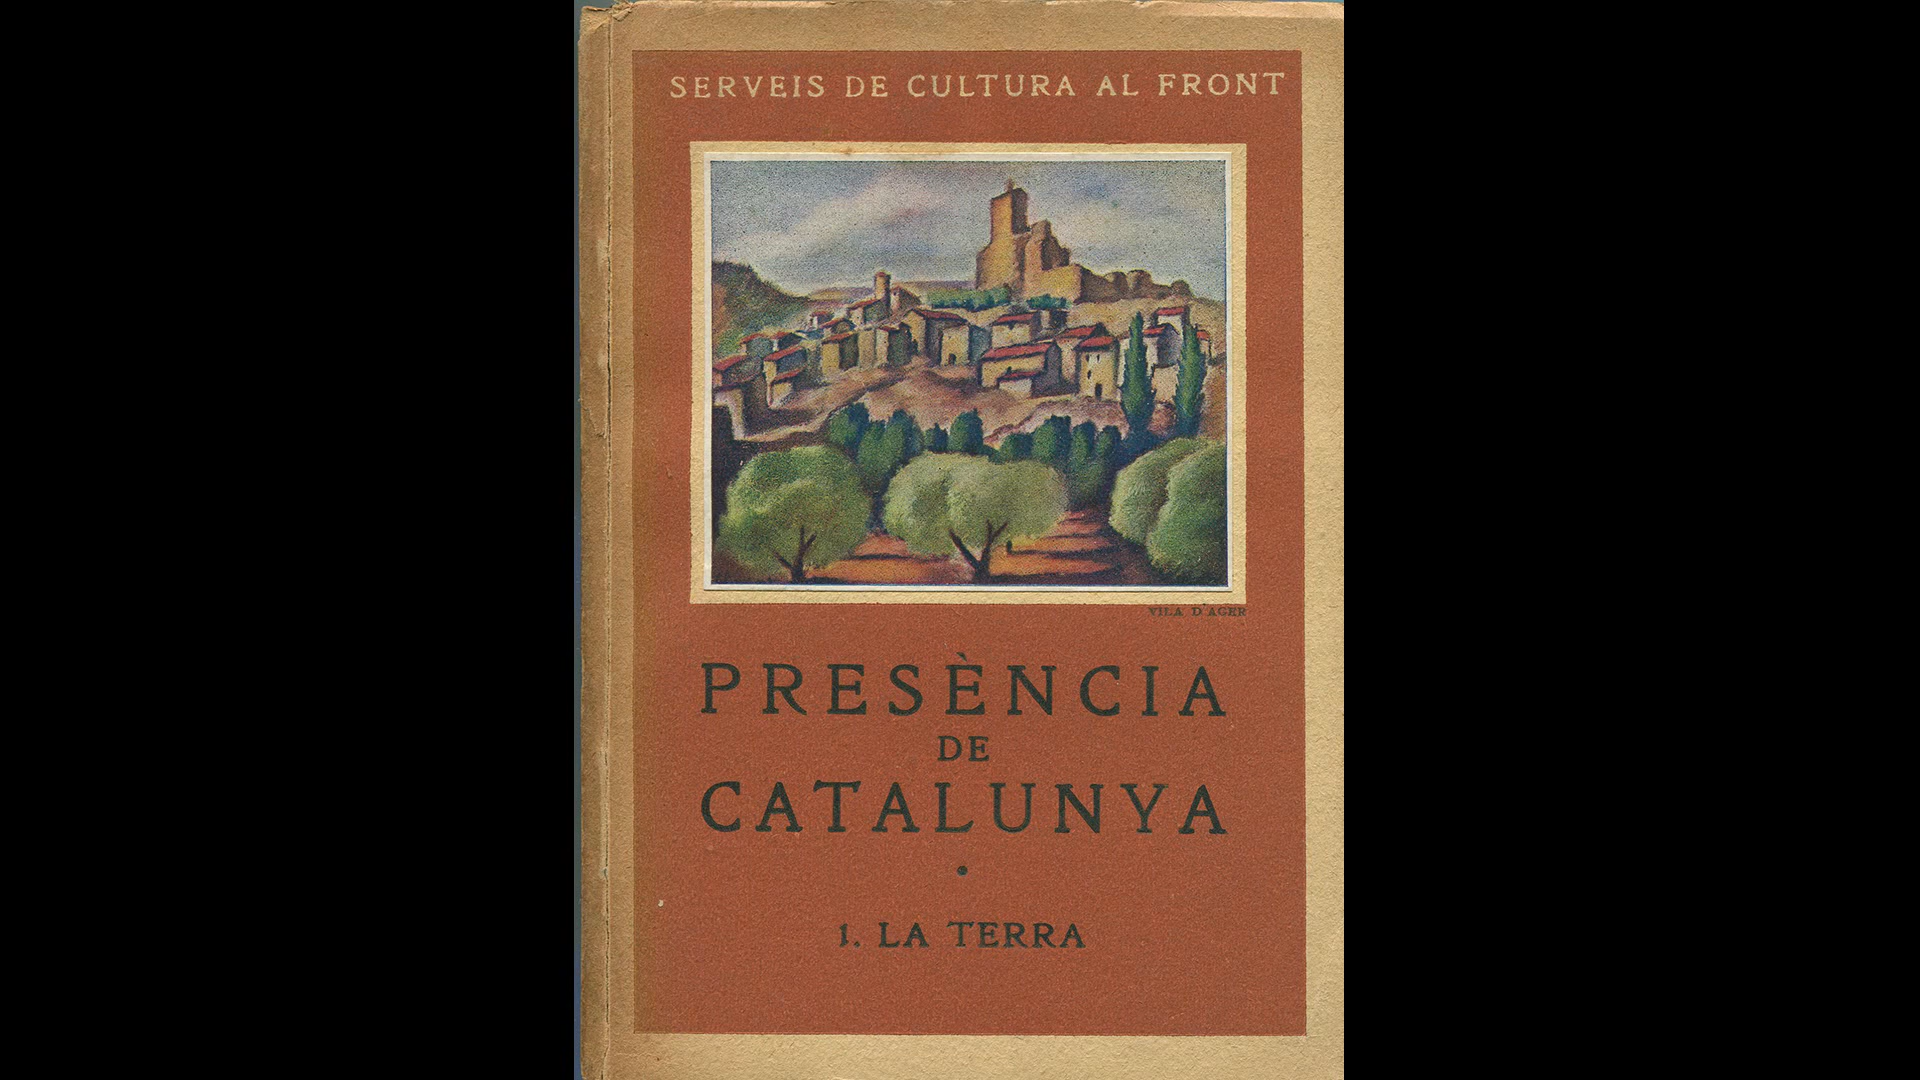 SERVEIS DE CULTURA AL FRONT
VILA D'AGER
PRESÈNCIA
DE
CATALUNYA
•
1. LA TERRA